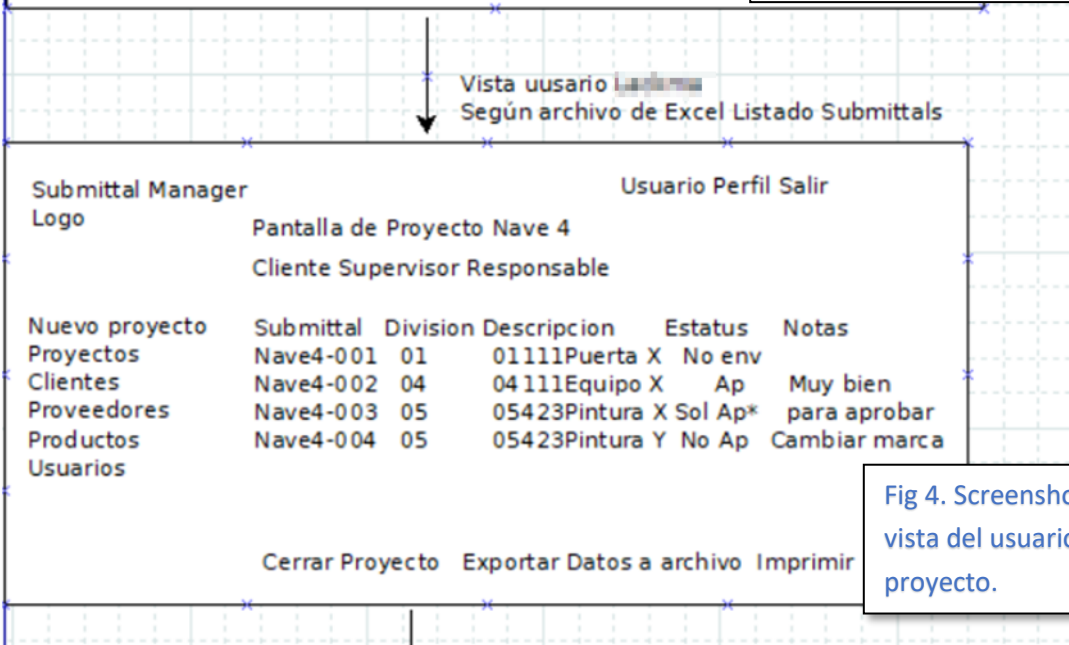 Vista uusario
Según archivo de Excel Listado Submittals
Submittal Manager
Logo
Usuario Perfil Salir
Pantalla de Proyecto Nave 4
Cliente Supervisor Responsable
Nuevo proyecto
Proyectos
Clientes
Proveedores
Productos
Usuarios
Submittal Division Descripcion Estatus Notas
Nave4-001 01 01111Puerta X No env
Nave4-002 04 04111Equipo X Ap Muy bien
Nave4-003 05 05423Pintura X Sol Ap* para aprobar
Nave4-004 05 05423Pintura Y No Ap Cambiar marca
Cerrar Proyecto Exportar Datos a archivo Imprimir
Fig 4. Screensho
vista del usuario
proyecto.